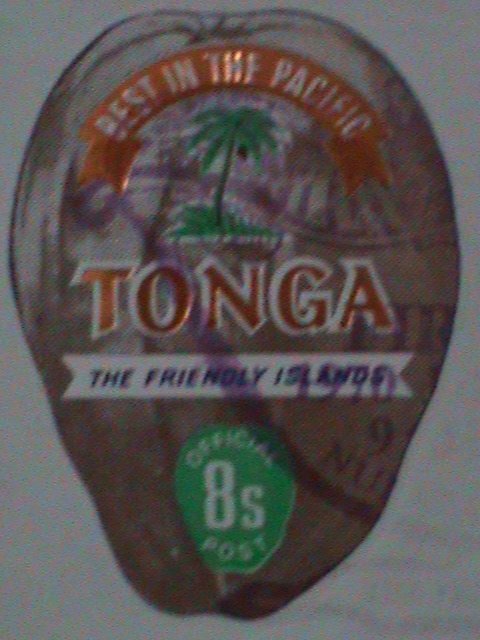 BEST IN THE PACIFIC
TONGA
THE FRIENDLY ISLANDS
OFFICIAL
8s
POST